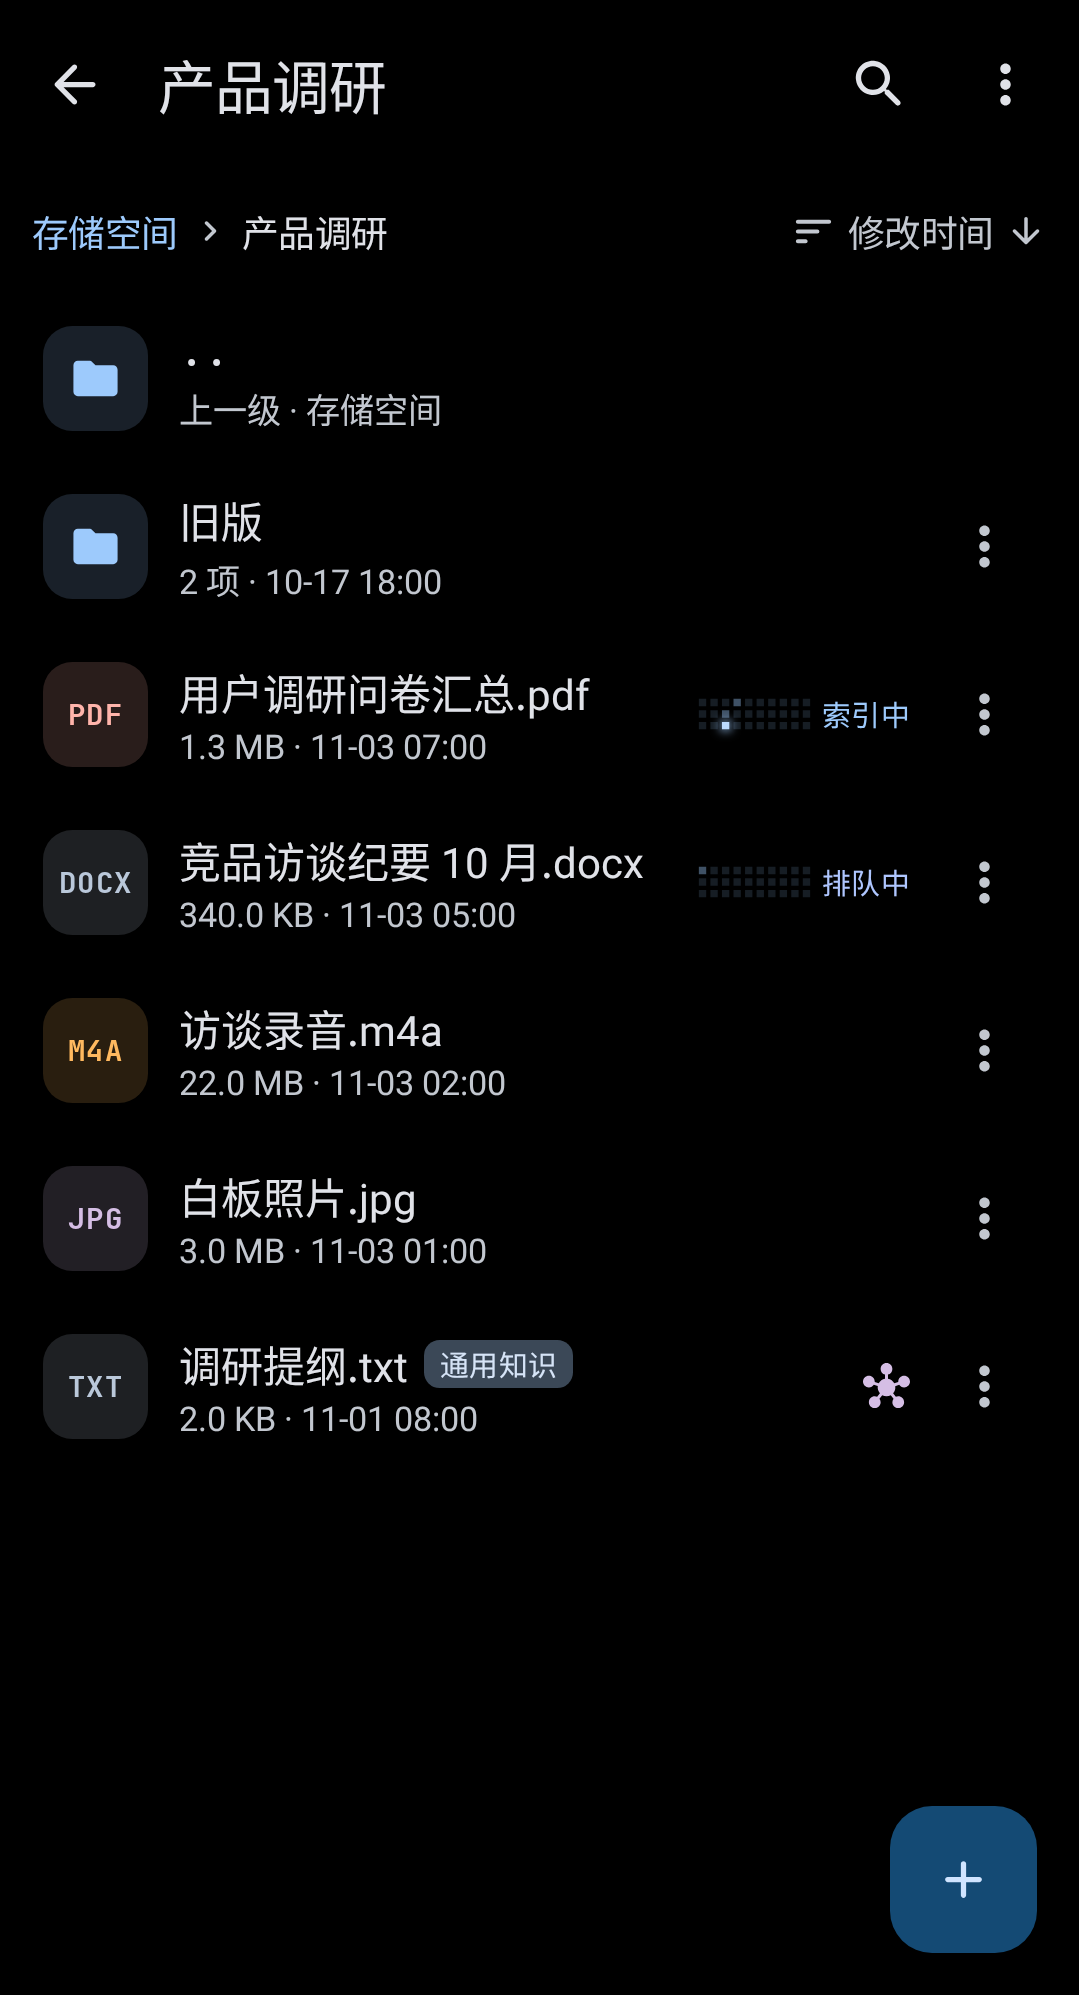 产品调研
存储空间 > 产品调研
修改时间
..
上一级 · 存储空间
旧版
2 项 · 10-17 18:00
PDF
用户调研问卷汇总.pdf
1.3 MB · 11-03 07:00
索引中
DOCX
竞品访谈纪要 10 月.docx
340.0 KB · 11-03 05:00
排队中
M4A
访谈录音.m4a
22.0 MB · 11-03 02:00
JPG
白板照片.jpg
3.0 MB · 11-03 01:00
TXT
调研提纲.txt 通用知识
2.0 KB · 11-01 08:00